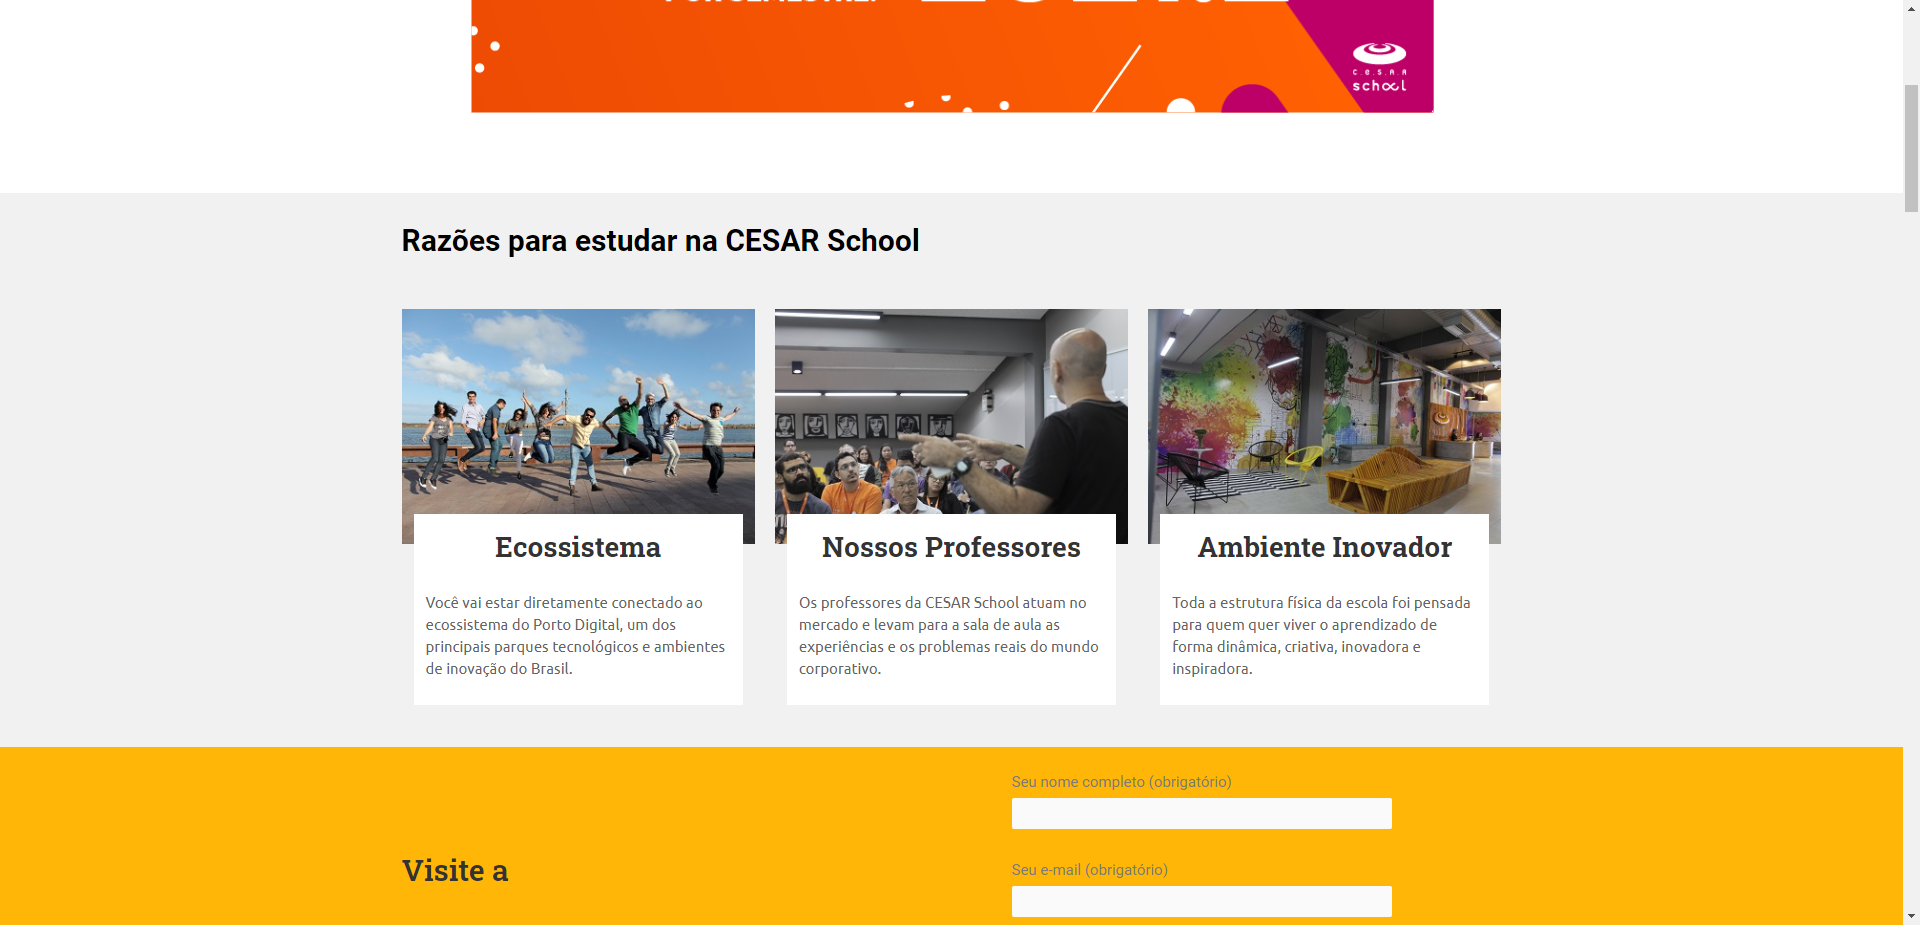 c.e.s.a.r
school
Razões para estudar na CESAR School
Ecossistema
Você vai estar diretamente conectado ao
ecossistema do Porto Digital, um dos
principais parques tecnológicos e ambientes
de inovação do Brasil.
Nossos Professores
Os professores da CESAR School atuam no
mercado e levam para a sala de aula as
experiências e os problemas reais do mundo
corporativo.
Ambiente Inovador
Toda a estrutura física da escola foi pensada
para quem quer viver o aprendizado de
forma dinâmica, criativa, inovadora e
inspiradora.
Visite a
Seu nome completo (obrigatório)
Seu e-mail (obrigatório)